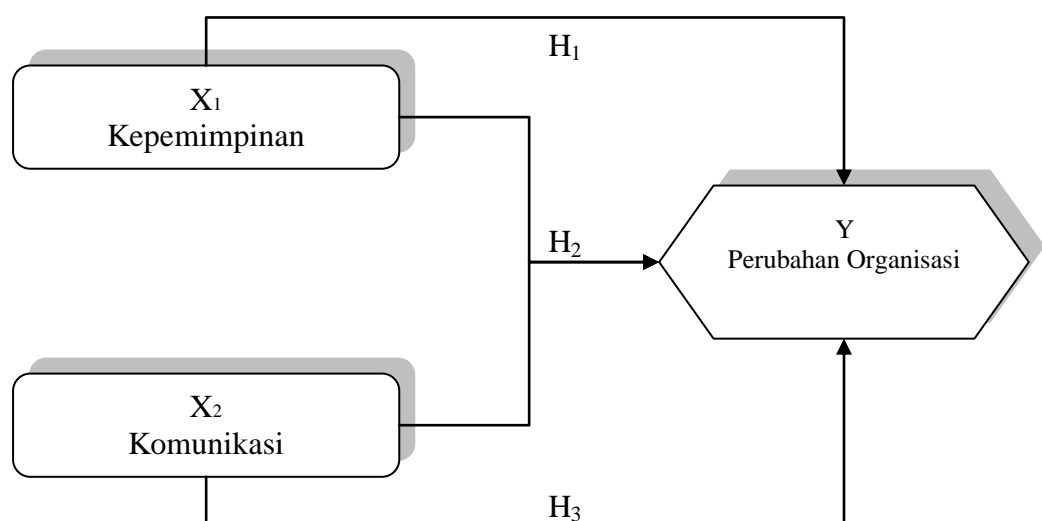 H₁
X₁
Kepemimpinan
H₂
Y
Perubahan Organisasi
X₂
Komunikasi
H₃